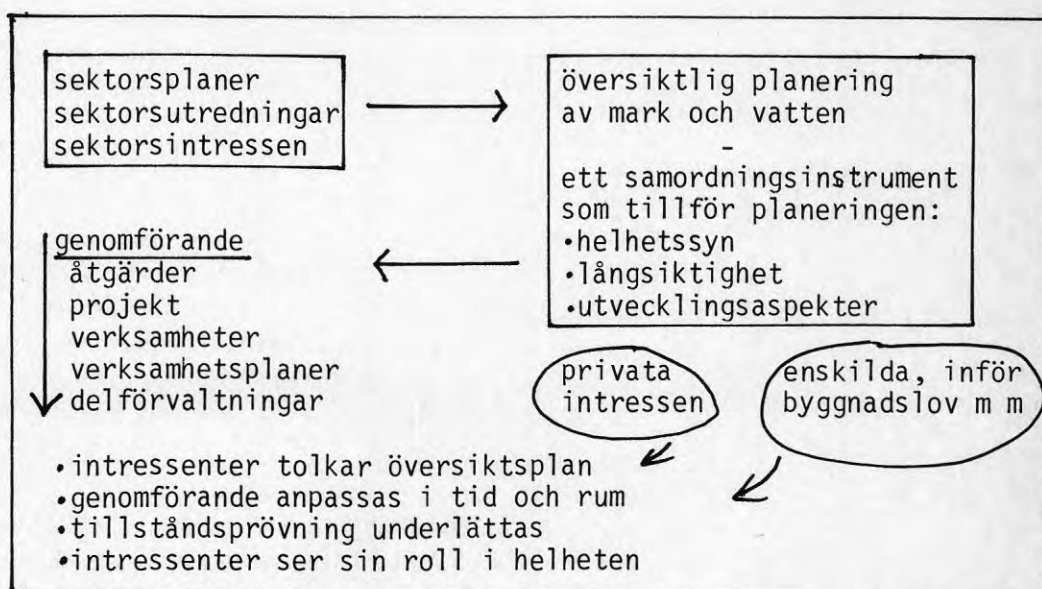 sektorsplaner
sektorsutredningar
sektorsintressen
översiktlig planering
av mark och vatten
-
ett samordningsinstrument
som tillför planeringen:
•helhetssyn
•långsiktighet
•utvecklingsaspekter
genomförande
åtgärder
projekt
verksamheter
verksamhetsplaner
delförvaltningar
privata
intressen
enskilda, inför
byggnadslov m m
•intressenter tolkar översiktsplan
•genomförande anpassas i tid och rum
•tillståndsprövning underlättas
•intressenter ser sin roll i helheten